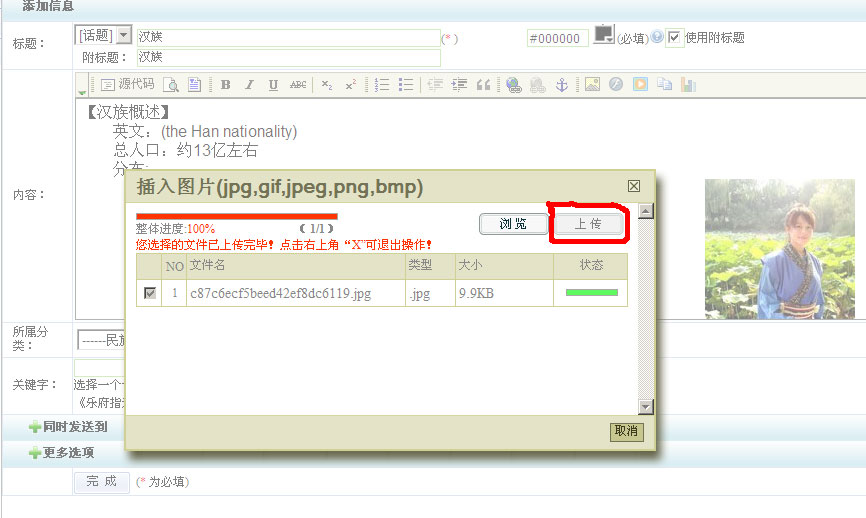 添加信息
标题： [话题] 汉族 (* ) #000000 (必填) 使用附标题
附标题： 汉族
源代码 B I U ABC x₂ x²
内容：
【汉族概述】
英文：(the Han nationality)
总人口：约13亿左右
分布:
插入图片(jpg,gif,jpeg,png,bmp)
浏 览 上 传
整体进度:100% ( 1/1 )
您选择的文件已上传完毕！点击右上角“X”可退出操作！
NO 文件名 类型 大小 状态
1 c87c6ecf5beed42ef8dc6119.jpg .jpg 9.9KB
取消
所属分类： ------民
关键字：
选择一个
《乐府指
同时发送到
更多选项
完 成 (* 为必填)